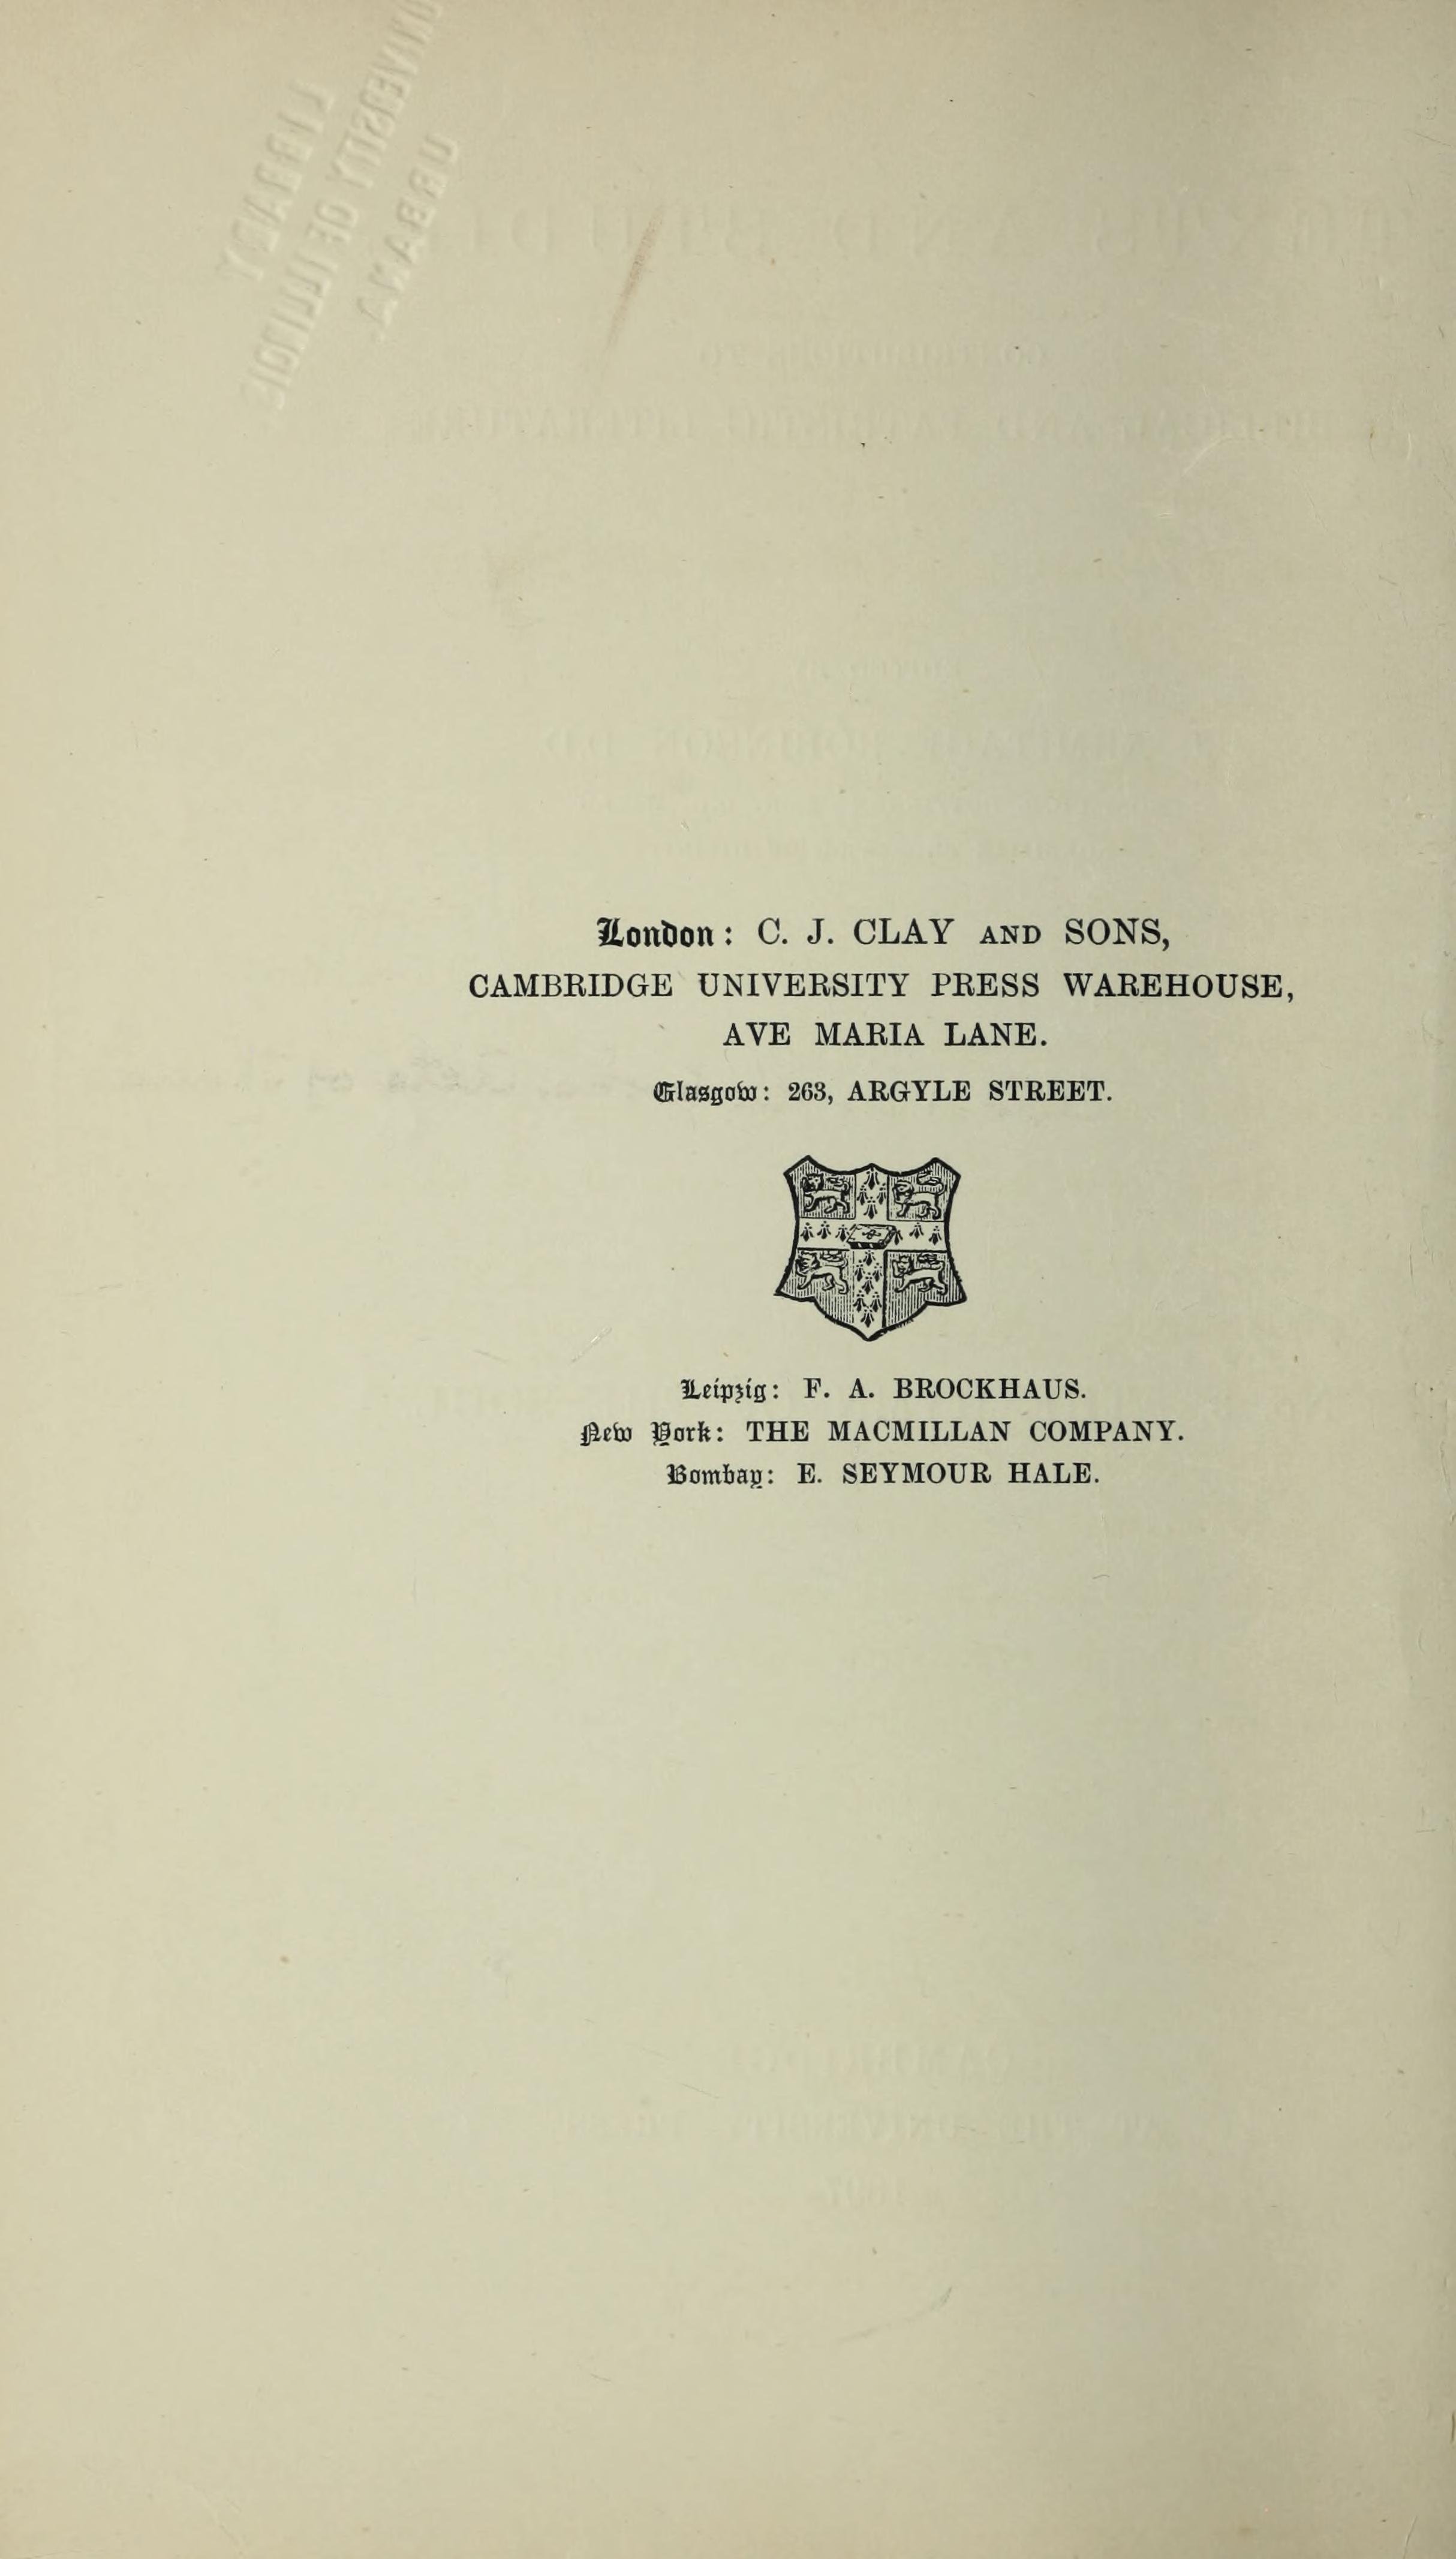 London: C. J. CLAY AND SONS,
CAMBRIDGE UNIVERSITY PRESS WAREHOUSE,
AVE MARIA LANE.
Glasgow: 263, ARGYLE STREET.
Leipzig: F. A. BROCKHAUS.
New York: THE MACMILLAN COMPANY.
Bombay: E. SEYMOUR HALE.